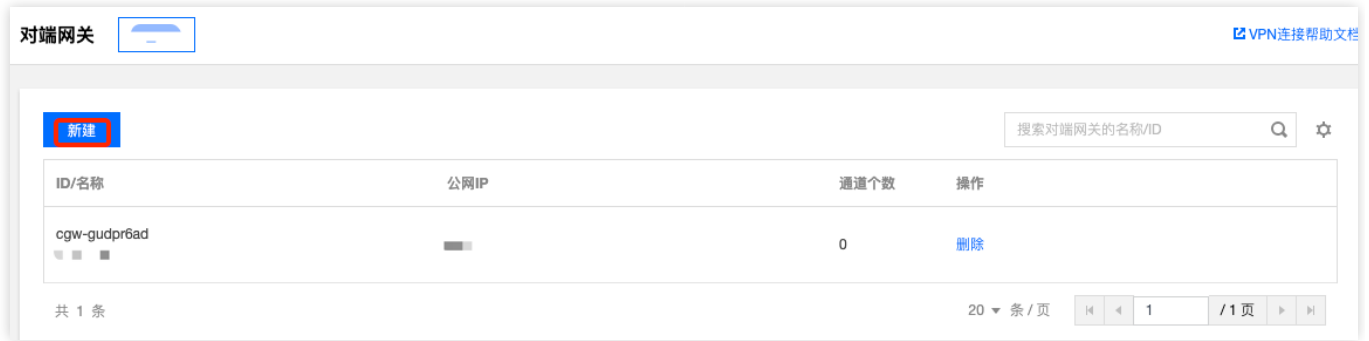 对端网关 VPN连接帮助文档
新建 搜索对端网关的名称/ID
ID/名称 公网IP 通道个数 操作
cgw-gudpr6ad 0 删除
共 1 条 20 条 / 页 1 / 1 页